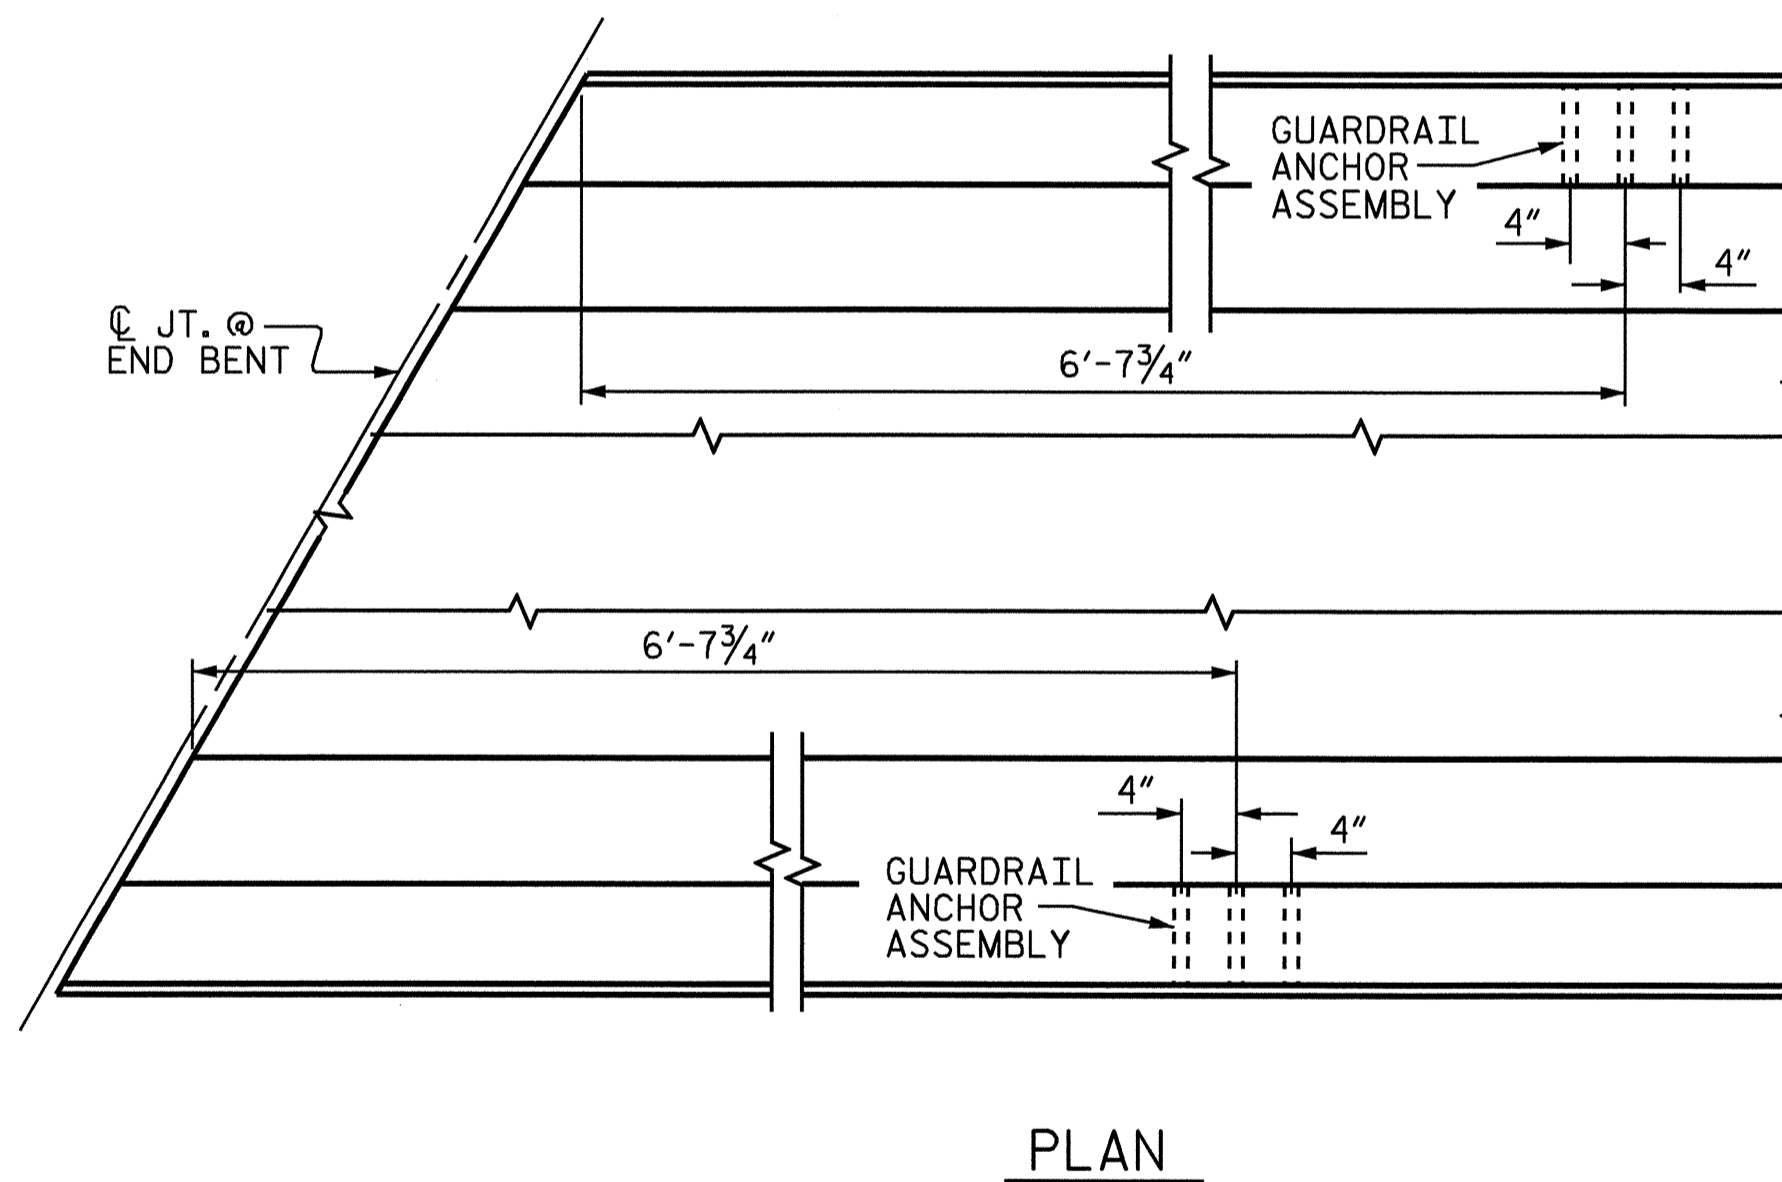 GUARDRAIL
ANCHOR
ASSEMBLY
4"
4"
℄ JT. @
END BENT
6'-7¾"
6'-7¾"
4"
4"
GUARDRAIL
ANCHOR
ASSEMBLY
PLAN